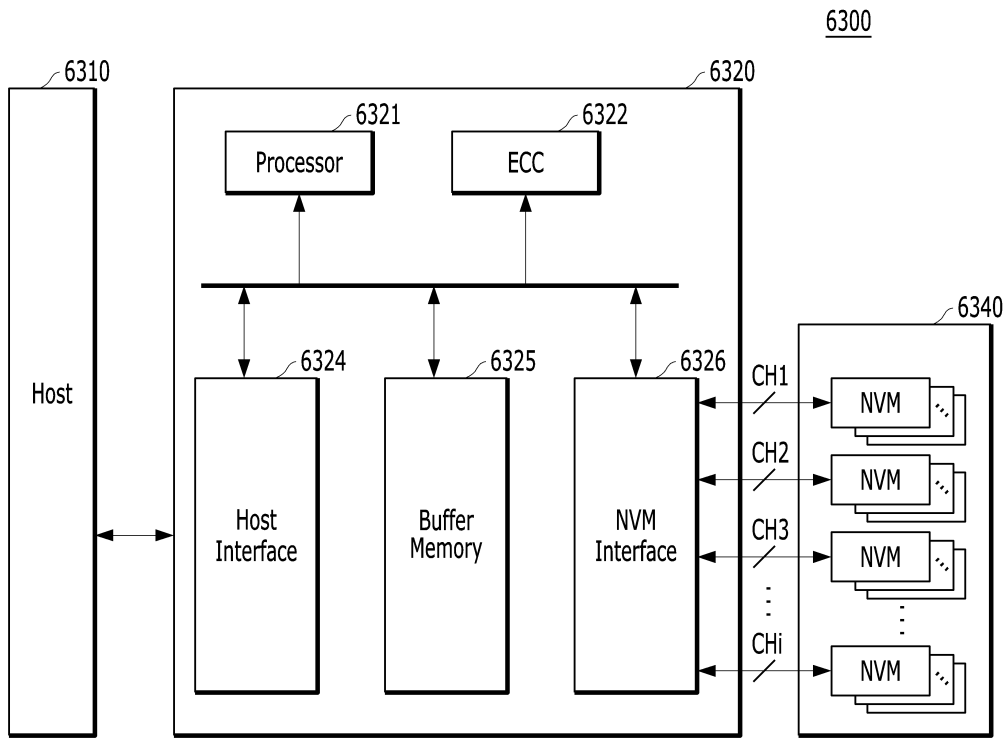 6300
6310
6320
6321
6322
Processor
ECC
6340
6324
6325
6326
CH1
NVM
Host
CH2
NVM
Host
Interface
Buffer
Memory
NVM
Interface
CH3
NVM
CHi
NVM